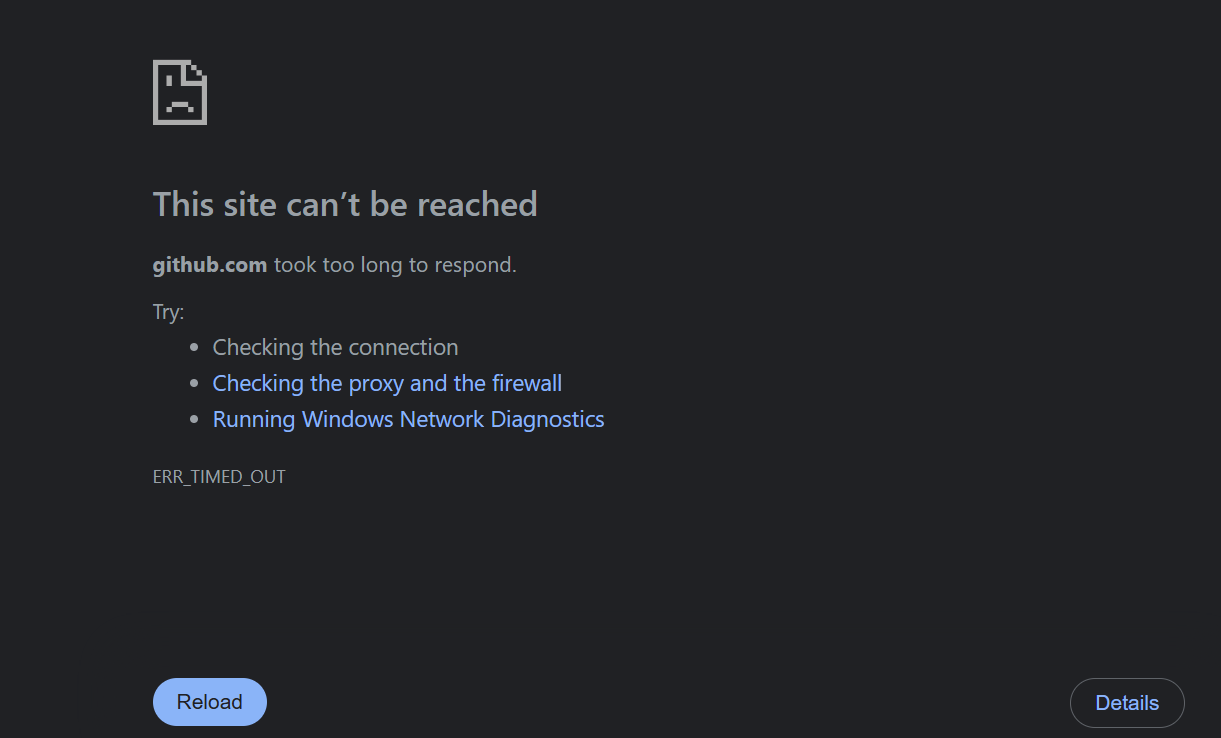 This site can’t be reached
github.com took too long to respond.
Try:
Checking the connection
Checking the proxy and the firewall
Running Windows Network Diagnostics
ERR_TIMED_OUT
Reload
Details